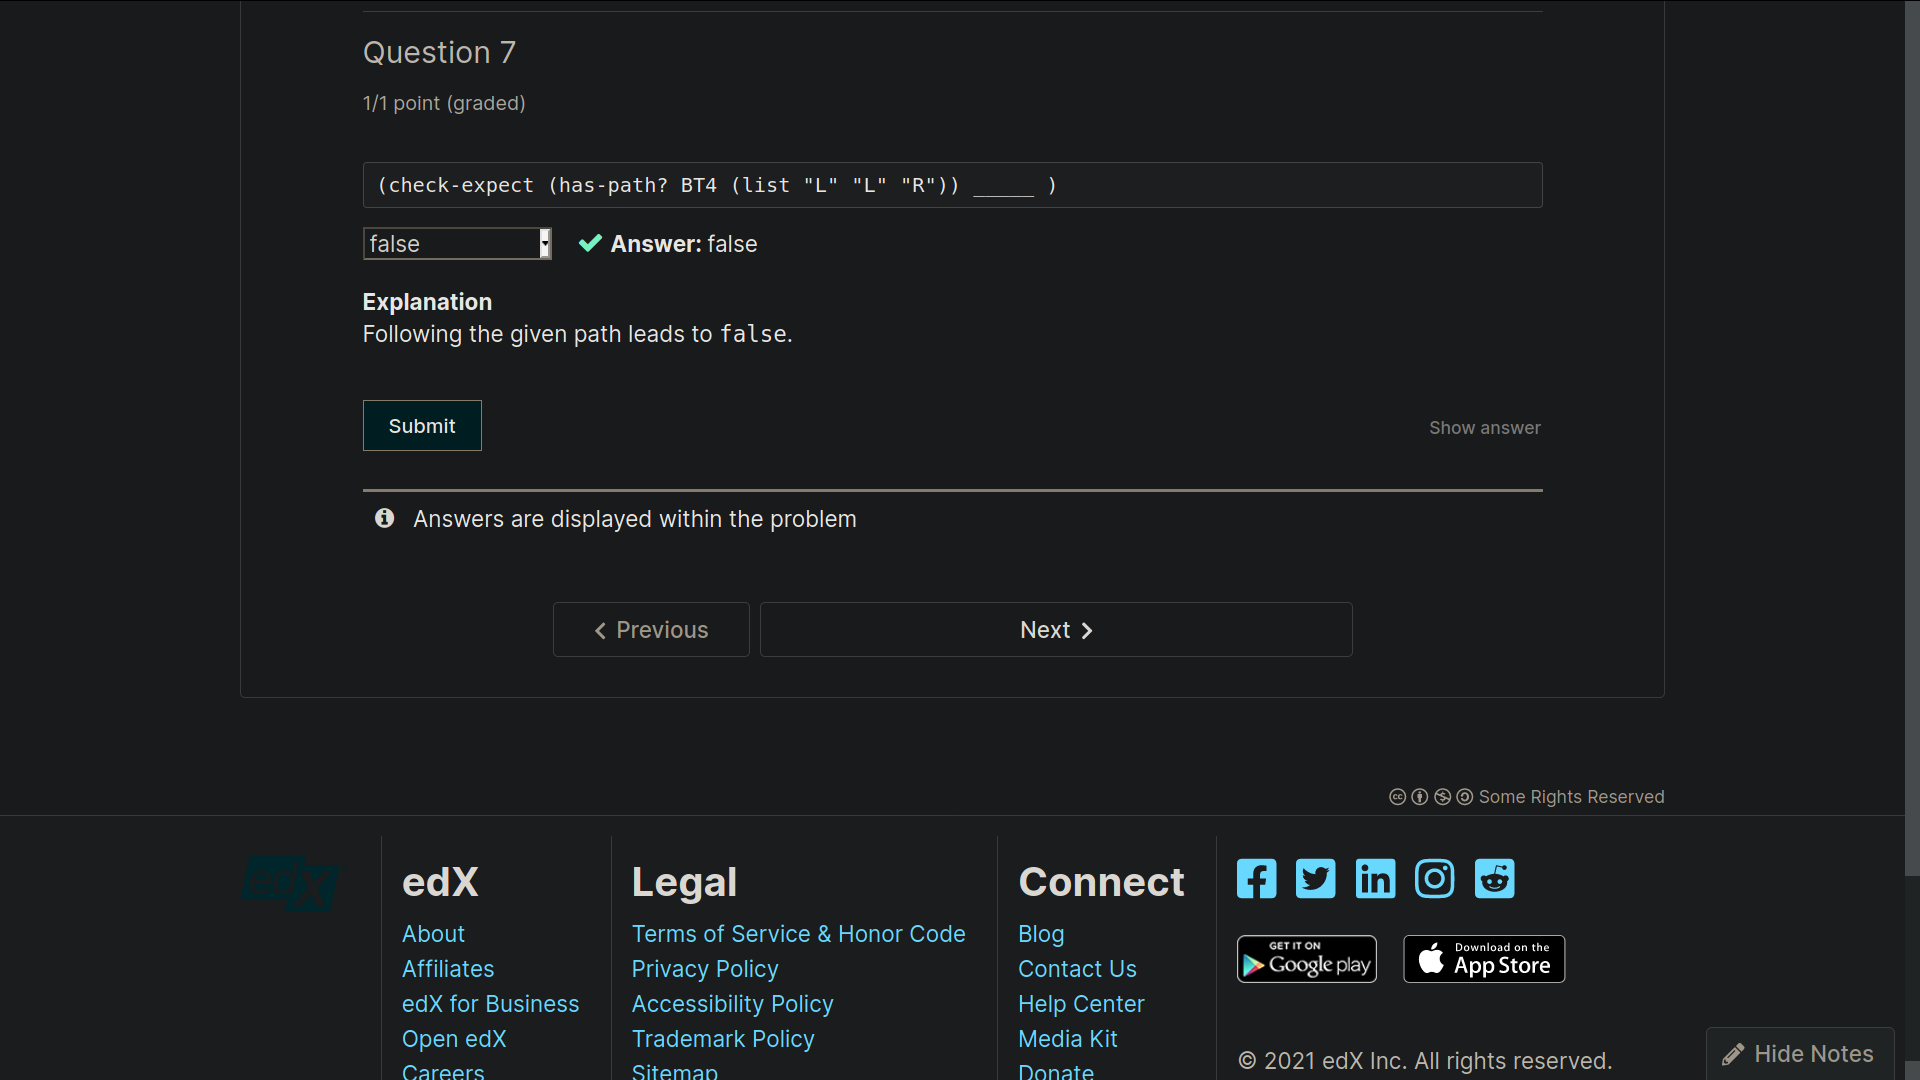 Question 7
1/1 point (graded)
(check-expect (has-path? BT4 (list "L" "L" "R")) _____ )
false
Answer: false
Explanation
Following the given path leads to false.
Submit
Show answer
Answers are displayed within the problem
Previous
Next
Some Rights Reserved
edX
edX
About
Affiliates
edX for Business
Open edX
Careers
Legal
Terms of Service & Honor Code
Privacy Policy
Accessibility Policy
Trademark Policy
Sitemap
Connect
Blog
Contact Us
Help Center
Media Kit
Donate
GET IT ON
Google play
Download on the
App Store
© 2021 edX Inc. All rights reserved.
Hide Notes